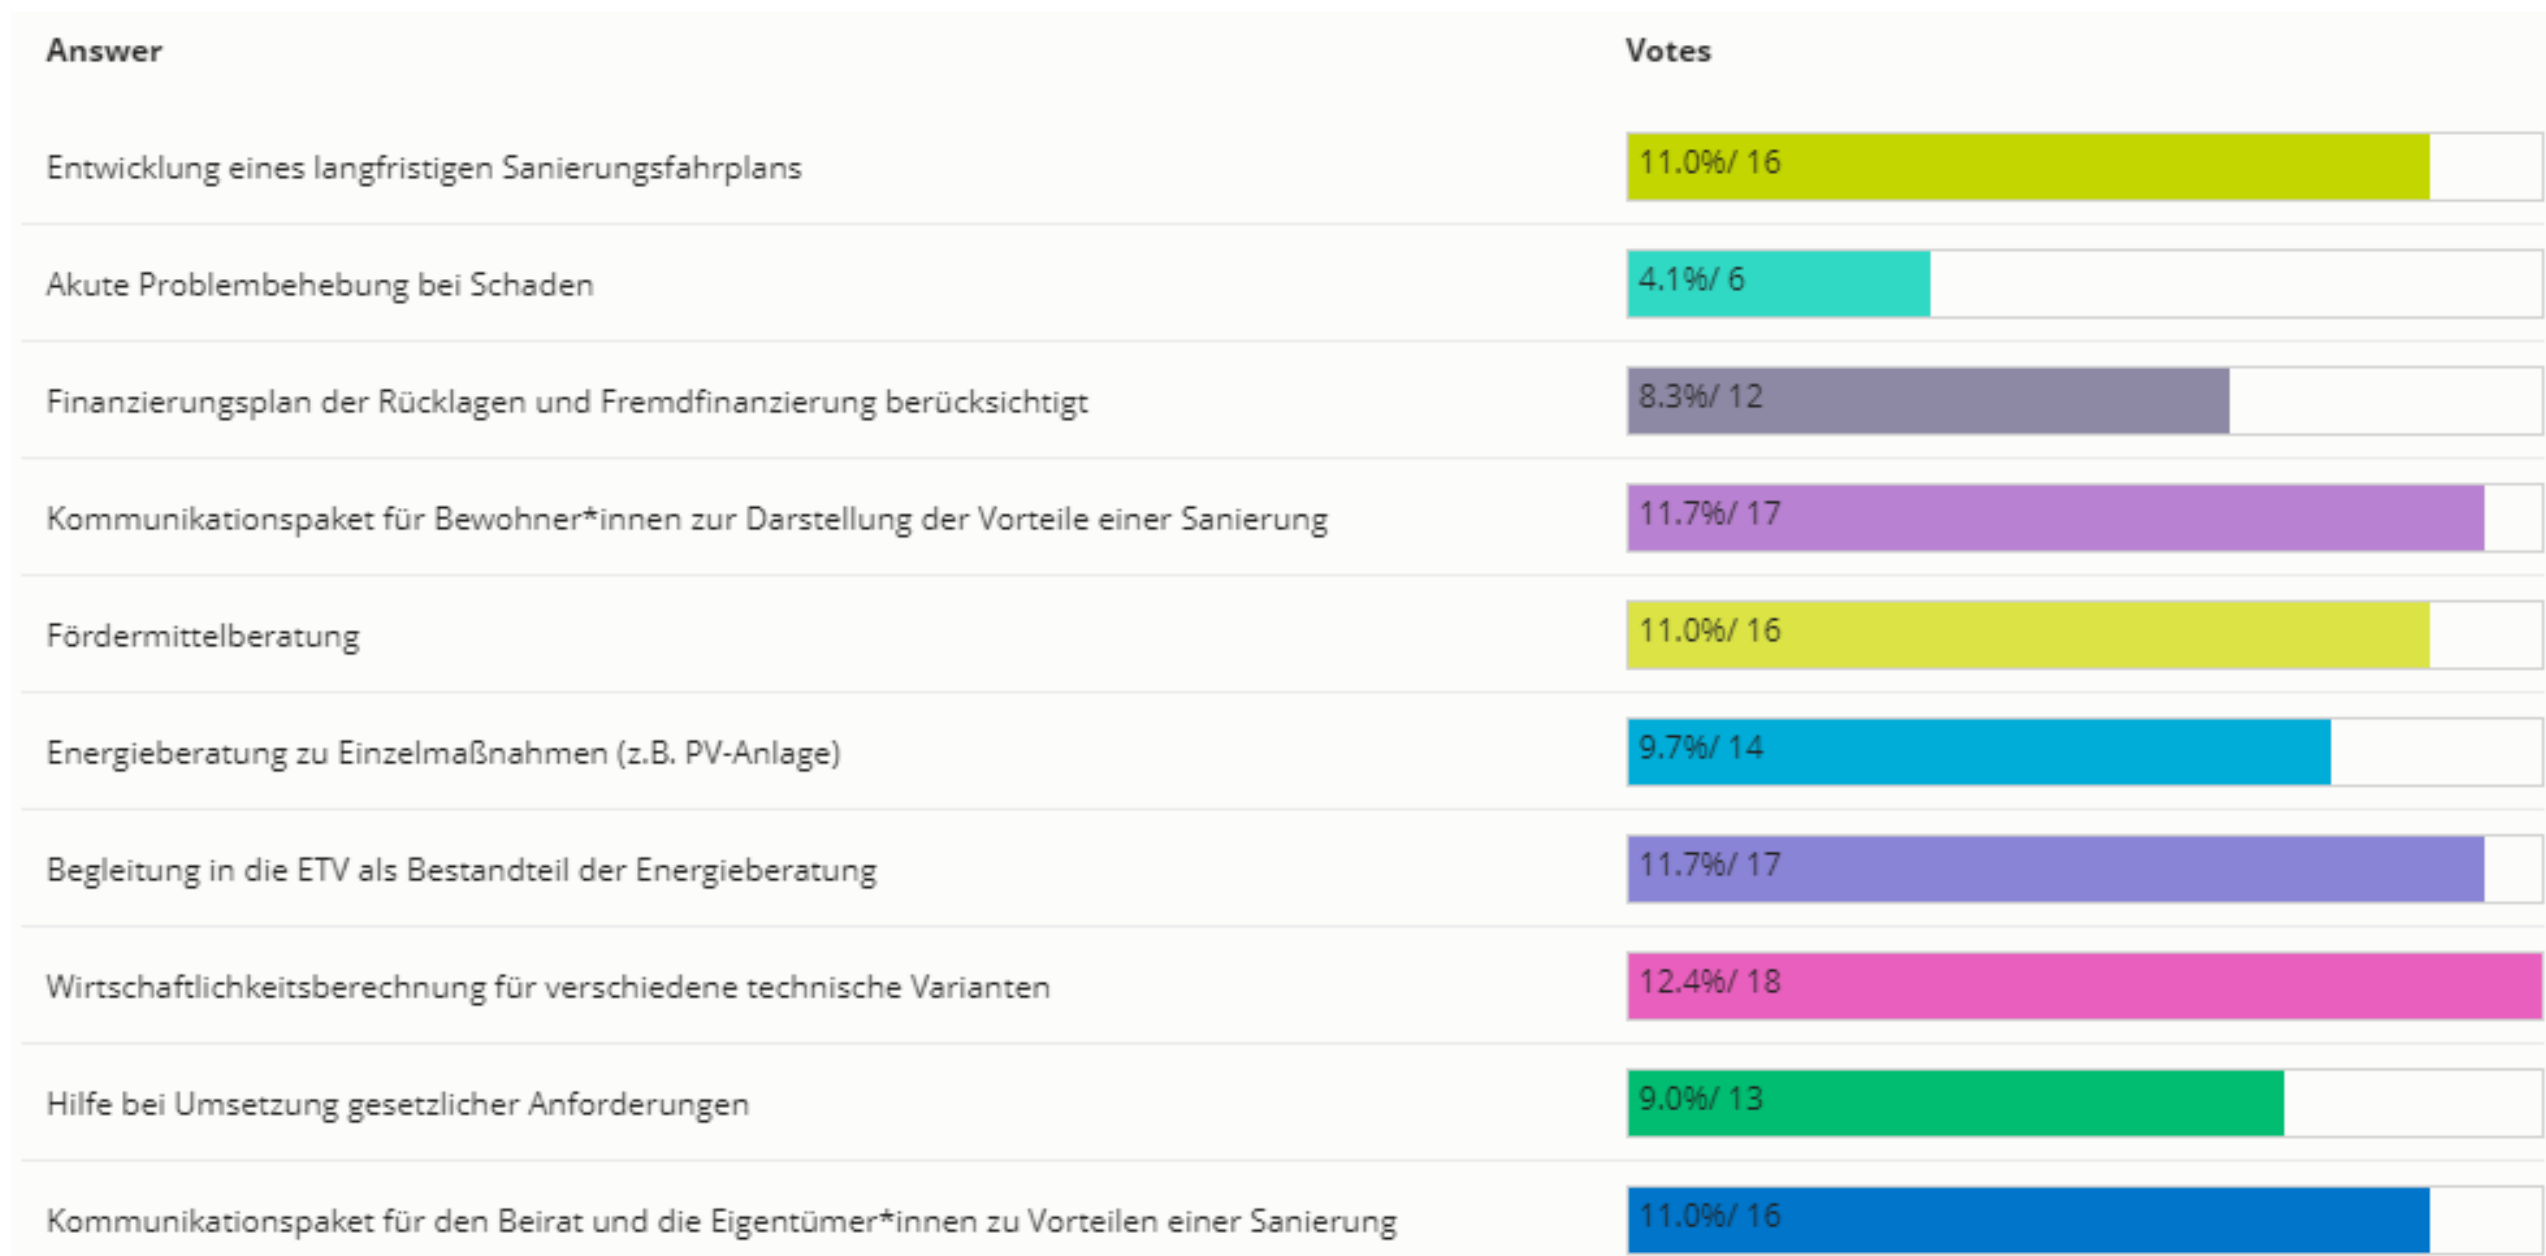 Answer Votes
Entwicklung eines langfristigen Sanierungsfahrplans 11.0%/ 16
Akute Problembehebung bei Schaden 4.1%/ 6
Finanzierungsplan der Rücklagen und Fremdfinanzierung berücksichtigt 8.3%/ 12
Kommunikationspaket für Bewohner*innen zur Darstellung der Vorteile einer Sanierung 11.7%/ 17
Fördermittelberatung 11.0%/ 16
Energieberatung zu Einzelmaßnahmen (z.B. PV-Anlage) 9.7%/ 14
Begleitung in die ETV als Bestandteil der Energieberatung 11.7%/ 17
Wirtschaftlichkeitsberechnung für verschiedene technische Varianten 12.4%/ 18
Hilfe bei Umsetzung gesetzlicher Anforderungen 9.0%/ 13
Kommunikationspaket für den Beirat und die Eigentümer*innen zu Vorteilen einer Sanierung 11.0%/ 16